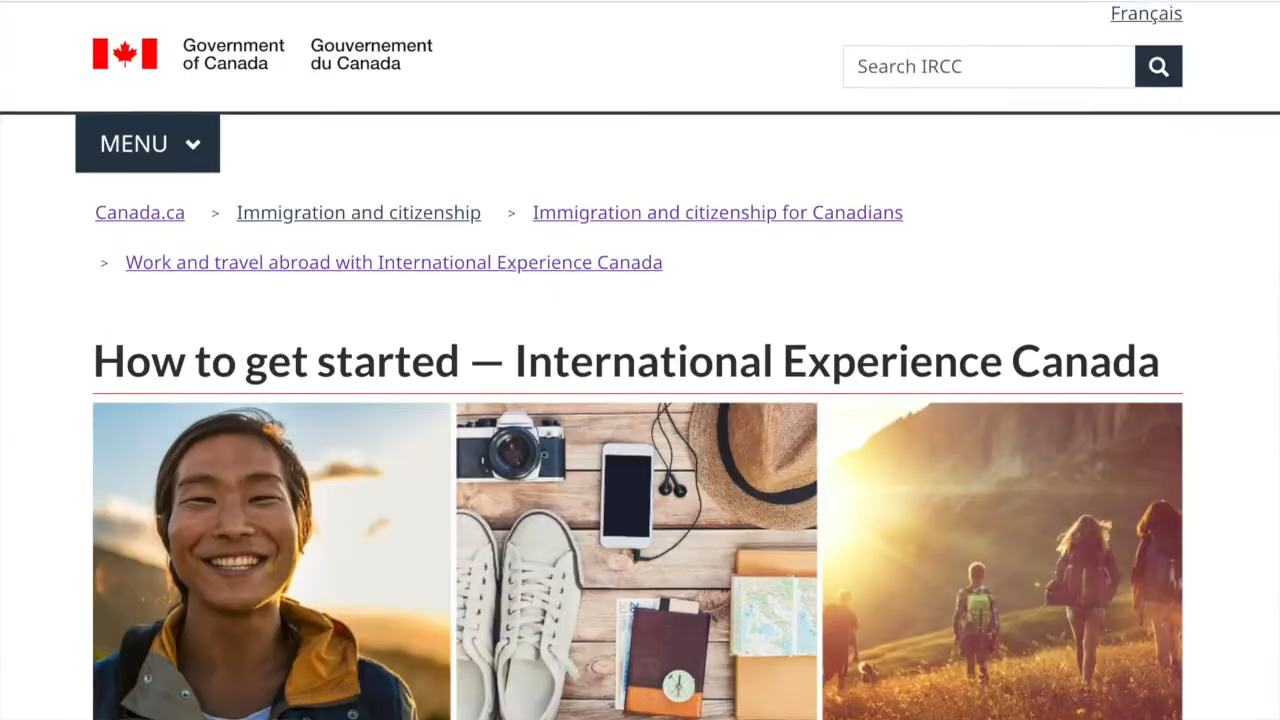 Français
Government of Canada
Gouvernement du Canada
Search IRCC
MENU
Canada.ca > Immigration and citizenship > Immigration and citizenship for Canadians
> Work and travel abroad with International Experience Canada
How to get started — International Experience Canada